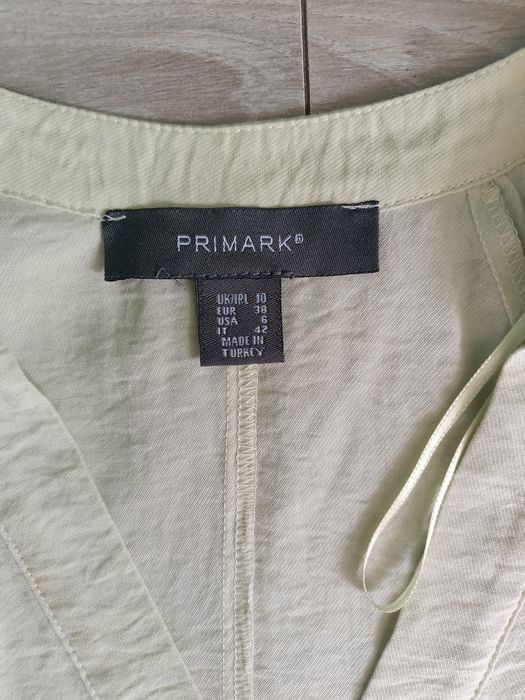 PRIMARK®
UK/IRL 10
EUR 38
USA 6
IT 42
MADE IN
TURKEY